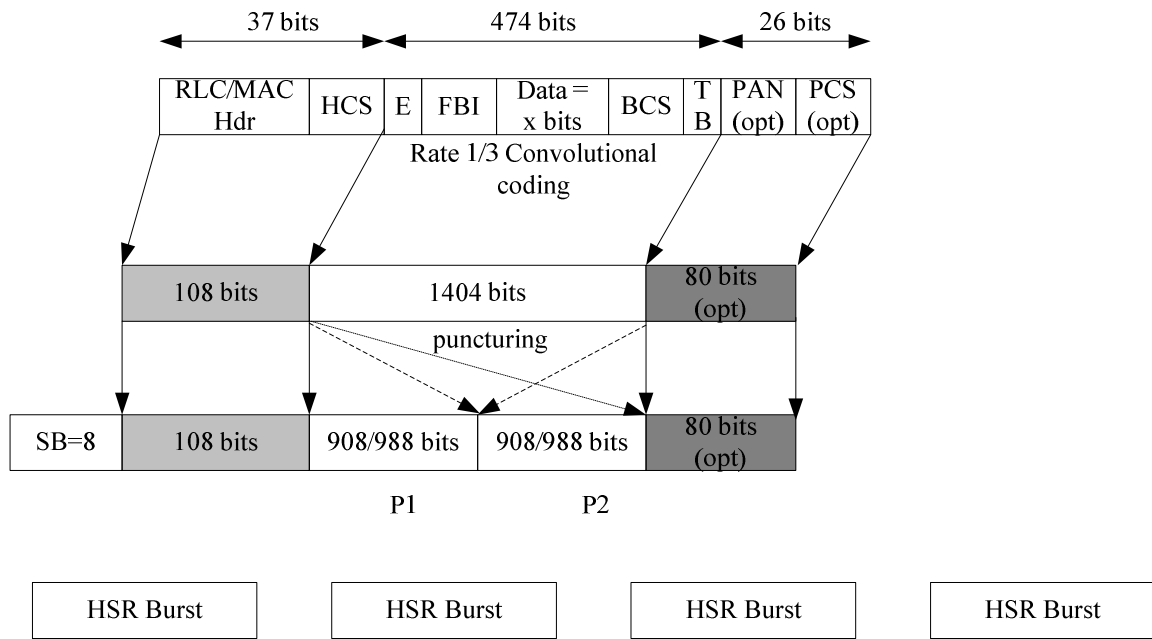 37 bits
474 bits
26 bits
RLC/MAC
Hdr
HCS
E
FBI
Data =
x bits
BCS
T
B
PAN
(opt)
PCS
(opt)
Rate 1/3 Convolutional
coding
108 bits
1404 bits
80 bits
(opt)
puncturing
SB=8
108 bits
908/988 bits
908/988 bits
80 bits
(opt)
P1
P2
HSR Burst
HSR Burst
HSR Burst
HSR Burst